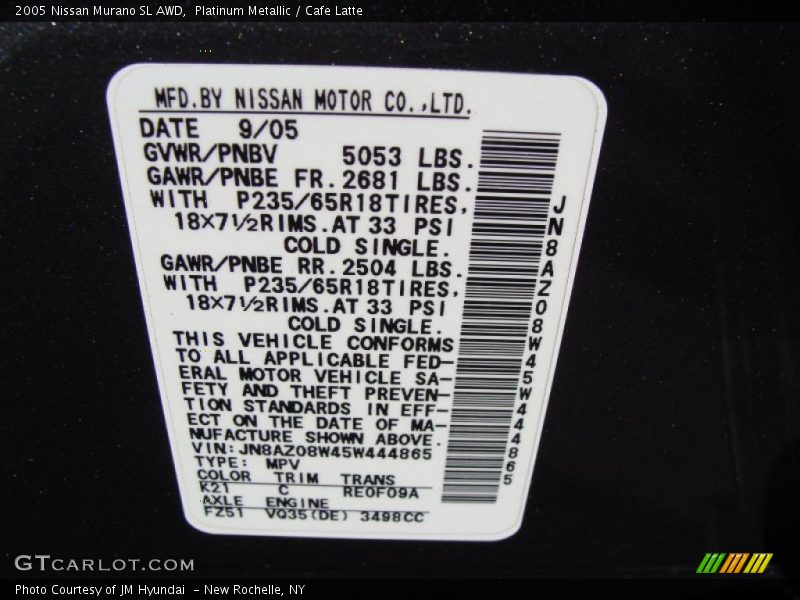 2005 Nissan Murano SL AWD,  Platinum Metallic / Cafe Latte
MFD.BY NISSAN MOTOR CO.,LTD.
DATE 9/05
GVWR/PNBV 5053 LBS.
GAWR/PNBE FR.2681 LBS.
WITH P235/65R18TIRES,
18X7½RIMS.AT 33 PSI
COLD SINGLE.
GAWR/PNBE RR.2504 LBS.
WITH P235/65R18TIRES,
18X7½RIMS.AT 33 PSI
COLD SINGLE.
THIS VEHICLE CONFORMS
TO ALL APPLICABLE FED-
ERAL MOTOR VEHICLE SA-
FETY AND THEFT PREVEN-
TION STANDARDS IN EFF-
ECT ON THE DATE OF MA-
NUFACTURE SHOWN ABOVE.
VIN:JN8AZ08W45W444865
TYPE: MPV
COLOR TRIM TRANS
K21 C RE0F09A
AXLE ENGINE
FZ51 VQ35(DE) 3498CC
JN8AZ08W45W444865
GTCARLOT.COM
Photo Courtesy of JM Hyundai  - New Rochelle, NY